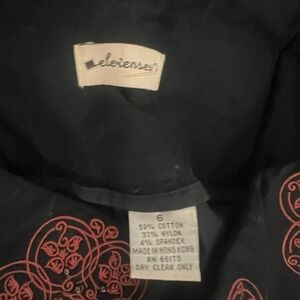 elevenses
6
59% COTTON
37% NYLON
4% SPANDEX
MADE IN HONG KONG
RN 66170
DRY CLEAN ONLY